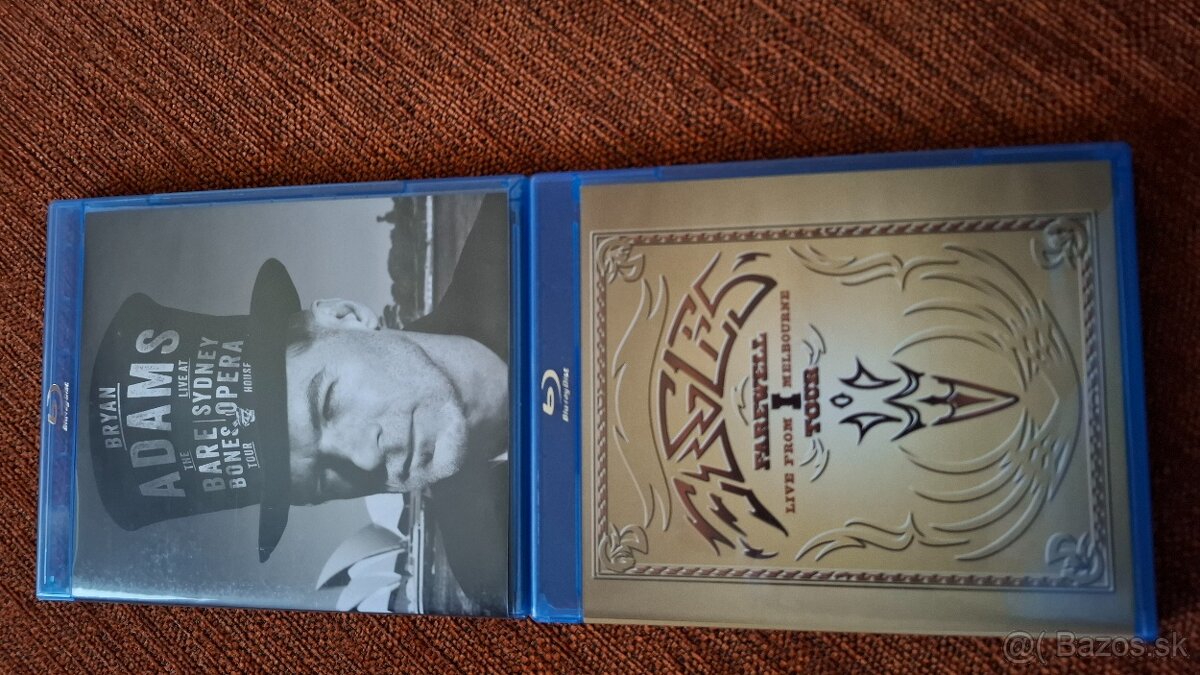 Blu-ray Disc
BRYAN
ADAMS
THE LIVE AT
BARE SYDNEY
BONES OPERA
TOUR HOUSE
Blu-ray Disc
EAGLES
FAREWELL
I
TOUR
LIVE FROM MELBOURNE
@( Bazos.sk